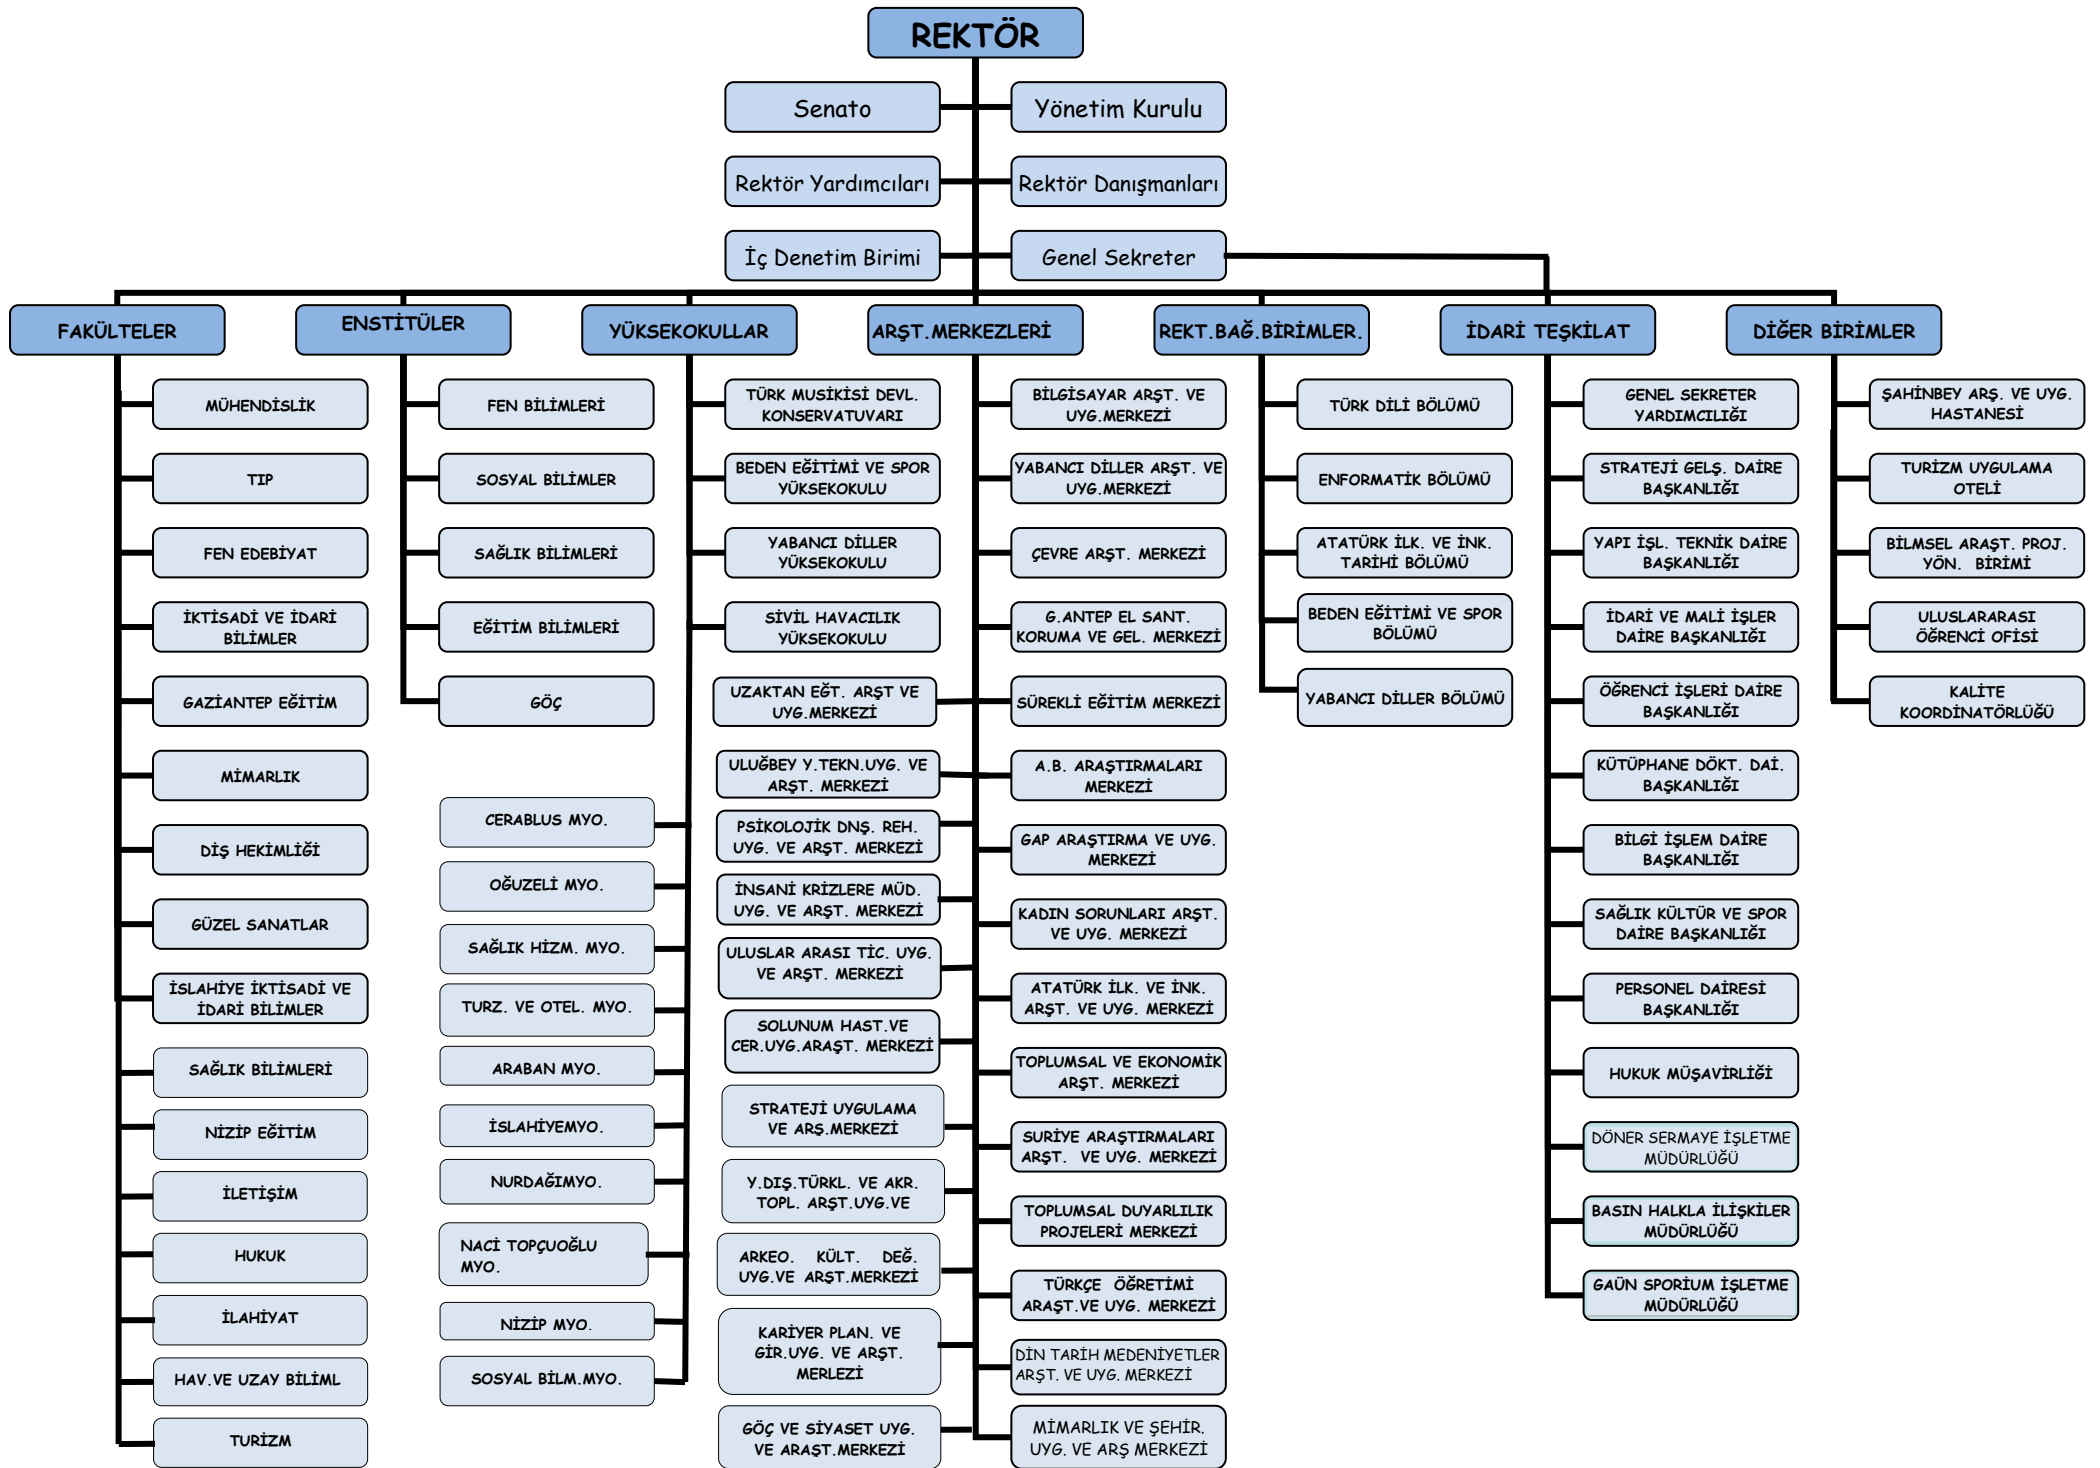 REKTÖR
Senato
Yönetim Kurulu
Rektör Yardımcıları
Rektör Danışmanları
İç Denetim Birimi
Genel Sekreter
FAKÜLTELER
ENSTİTÜLER
YÜKSEKOKULLAR
ARŞT.MERKEZLERİ
REKT.BAĞ.BİRİMLER.
İDARİ TEŞKİLAT
DİĞER BİRİMLER
MÜHENDİSLİK
TIP
FEN EDEBİYAT
İKTİSADİ VE İDARİ
BİLİMLER
GAZİANTEP EĞİTİM
MİMARLIK
DİŞ HEKİMLİĞİ
GÜZEL SANATLAR
İSLAHİYE İKTİSADİ VE
İDARİ BİLİMLER
SAĞLIK BİLİMLERİ
NİZİP EĞİTİM
İLETİŞİM
HUKUK
İLAHİYAT
HAV.VE UZAY BİLİML
TURİZM
FEN BİLİMLERİ
SOSYAL BİLİMLER
SAĞLIK BİLİMLERİ
EĞİTİM BİLİMLERİ
GÖÇ
TÜRK MUSIKİSİ DEVL.
KONSERVATUVARI
BEDEN EĞİTİMİ VE SPOR
YÜKSEKOKULU
YABANCI DİLLER
YÜKSEKOKULU
SİVİL HAVACILIK
YÜKSEKOKULU
CERABLUS MYO.
OĞUZELİ MYO.
SAĞLIK HİZM. MYO.
TURZ. VE OTEL. MYO.
ARABAN MYO.
İSLAHİYEMYO.
NURDAĞIMYO.
NACİ TOPÇUOĞLU
MYO.
NİZİP MYO.
SOSYAL BİLM.MYO.
UZAKTAN EĞT. ARŞT VE
UYG.MERKEZİ
ULUĞBEY Y.TEKN.UYG. VE
ARŞT. MERKEZİ
PSİKOLOJİK DNŞ. REH.
UYG. VE ARŞT. MERKEZİ
İNSANİ KRİZLERE MÜD.
UYG. VE ARŞT. MERKEZİ
ULUSLAR ARASI TİC. UYG.
VE ARŞT. MERKEZİ
SOLUNUM HAST.VE
CER.UYG.ARAŞT. MERKEZİ
STRATEJİ UYGULAMA
VE ARŞ.MERKEZİ
Y.DIŞ.TÜRKL. VE AKR.
TOPL. ARŞT.UYG.VE
ARKEO. KÜLT. DEĞ.
UYG.VE ARŞT.MERKEZİ
KARİYER PLAN. VE
GİR.UYG. VE ARŞT.
MERLEZİ
GÖÇ VE SİYASET UYG.
VE ARAŞT.MERKEZİ
BİLGİSAYAR ARŞT. VE
UYG.MERKEZİ
YABANCI DİLLER ARŞT. VE
UYG.MERKEZİ
ÇEVRE ARŞT. MERKEZİ
G.ANTEP EL SANT.
KORUMA VE GEL. MERKEZİ
SÜREKLİ EĞİTİM MERKEZİ
A.B. ARAŞTIRMALARI
MERKEZİ
GAP ARAŞTIRMA VE UYG.
MERKEZİ
KADIN SORUNLARI ARŞT.
VE UYG. MERKEZİ
ATATÜRK İLK. VE İNK.
ARŞT. VE UYG. MERKEZİ
TOPLUMSAL VE EKONOMİK
ARŞT. MERKEZİ
SURİYE ARAŞTIRMALARI
ARŞT. VE UYG. MERKEZİ
TOPLUMSAL DUYARLILIK
PROJELERİ MERKEZİ
TÜRKÇE ÖĞRETİMİ
ARAŞT.VE UYG. MERKEZİ
DİN TARİH MEDENİYETLER
ARŞT. VE UYG. MERKEZİ
MİMARLIK VE ŞEHİR.
UYG. VE ARŞ MERKEZİ
TÜRK DİLİ BÖLÜMÜ
ENFORMATİK BÖLÜMÜ
ATATÜRK İLK. VE İNK.
TARİHİ BÖLÜMÜ
BEDEN EĞİTİMİ VE SPOR
BÖLÜMÜ
YABANCI DİLLER BÖLÜMÜ
GENEL SEKRETER
YARDIMCILIĞI
STRATEJİ GELŞ. DAİRE
BAŞKANLIĞI
YAPI İŞL. TEKNİK DAİRE
BAŞKANLIĞI
İDARİ VE MALİ İŞLER
DAİRE BAŞKANLIĞI
ÖĞRENCİ İŞLERİ DAİRE
BAŞKANLIĞI
KÜTÜPHANE DÖKT. DAİ.
BAŞKANLIĞI
BİLGİ İŞLEM DAİRE
BAŞKANLIĞI
SAĞLIK KÜLTÜR VE SPOR
DAİRE BAŞKANLIĞI
PERSONEL DAİRESİ
BAŞKANLIĞI
HUKUK MÜŞAVİRLİĞİ
DÖNER SERMAYE İŞLETME
MÜDÜRLÜĞÜ
BASIN HALKLA İLİŞKİLER
MÜDÜRLÜĞÜ
GAÜN SPORİUM İŞLETME
MÜDÜRLÜĞÜ
ŞAHİNBEY ARŞ. VE UYG.
HASTANESİ
TURİZM UYGULAMA
OTELİ
BİLMSEL ARAŞT. PROJ.
YÖN. BİRİMİ
ULUSLARARASI
ÖĞRENCİ OFİSİ
KALİTE
KOORDİNATÖRLÜĞÜ